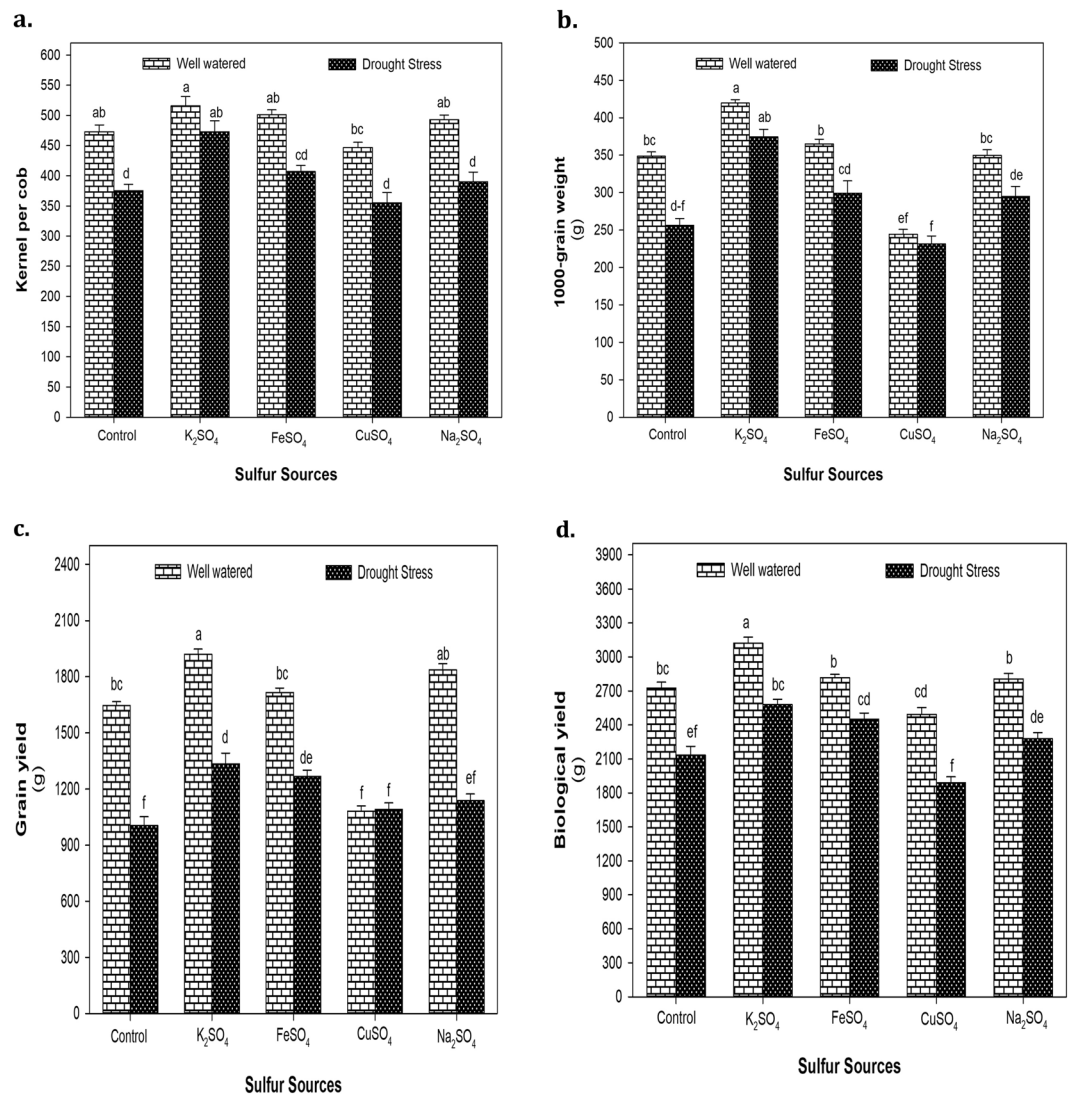 a.
Well watered Drought Stress
600
550
500
450
400
350
300
250
200
150
100
50
0
Kernel per cob
ab d a ab ab cd bc d ab d
Control K₂SO₄ FeSO₄ CuSO₄ Na₂SO₄
Sulfur Sources
b.
Well watered Drought Stress
500
450
400
350
300
250
200
150
100
50
0
1000-grain weight
(g)
bc d-f a ab b cd ef f bc de
Control K₂SO₄ FeSO₄ CuSO₄ Na₂SO₄
Sulfur Sources
c.
Well watered Drought Stress
2400
2100
1800
1500
1200
900
600
300
0
Grain yield
(g)
bc f a d bc de f f ab ef
Control K₂SO₄ FeSO₄ CuSO₄ Na₂SO₄
Sulfur Sources
d.
Well watered Drought Stress
3900
3600
3300
3000
2700
2400
2100
1800
1500
1200
900
600
300
0
Biological yield
(g)
bc ef a bc b cd cd f b de
Control K₂SO₄ FeSO₄ CuSO₄ Na₂SO₄
Sulfur Sources